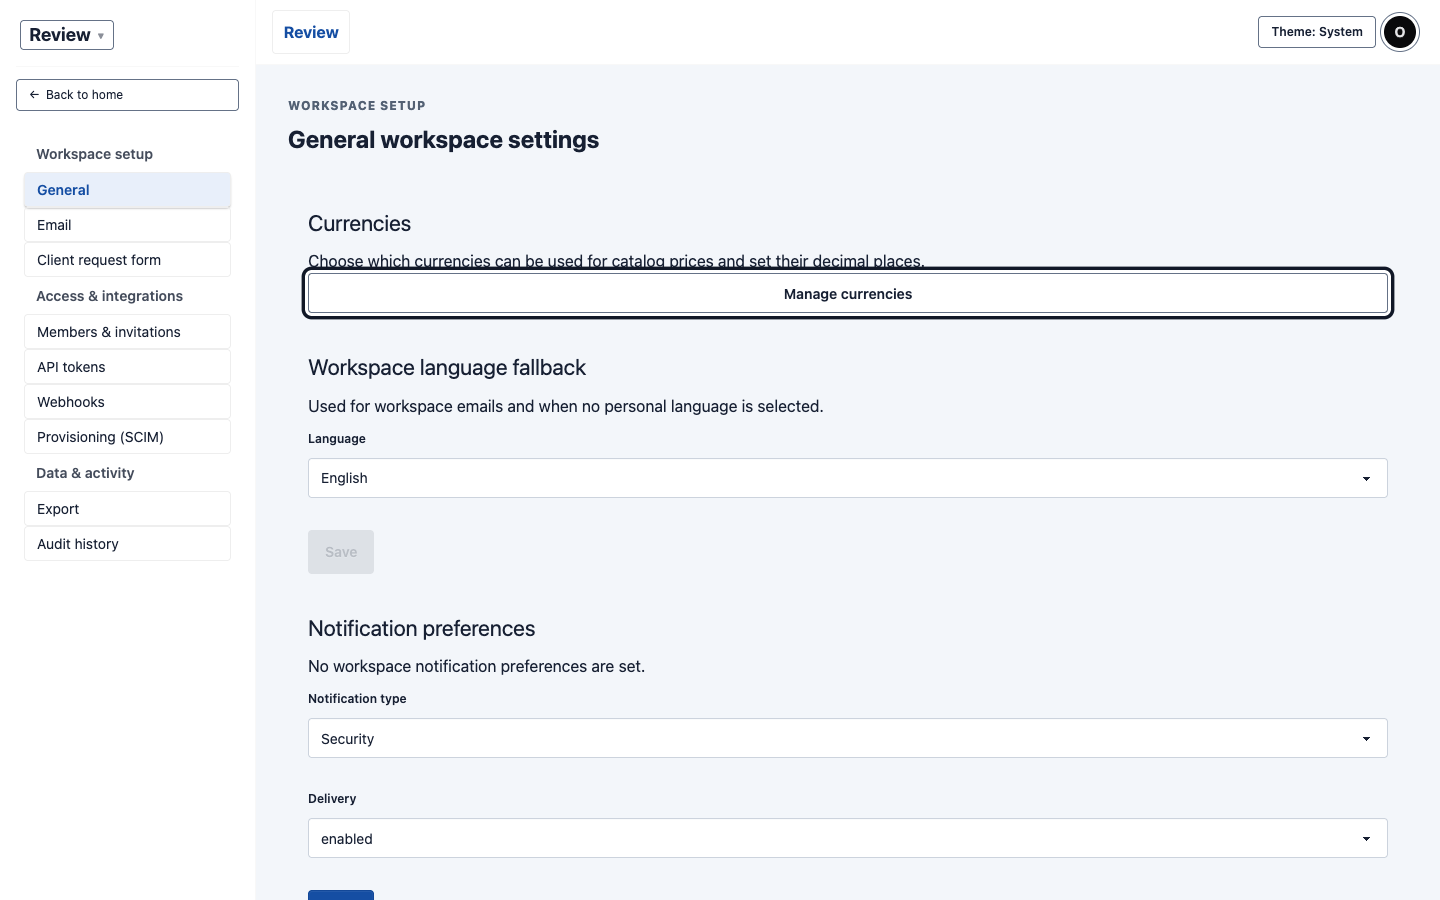 Review ▾
← Back to home
Workspace setup
General
Email
Client request form
Access & integrations
Members & invitations
API tokens
Webhooks
Provisioning (SCIM)
Data & activity
Export
Audit history
Review
Theme: System
O
WORKSPACE SETUP
General workspace settings
Currencies
Choose which currencies can be used for catalog prices and set their decimal places.
Manage currencies
Workspace language fallback
Used for workspace emails and when no personal language is selected.
Language
English
Save
Notification preferences
No workspace notification preferences are set.
Notification type
Security
Delivery
enabled